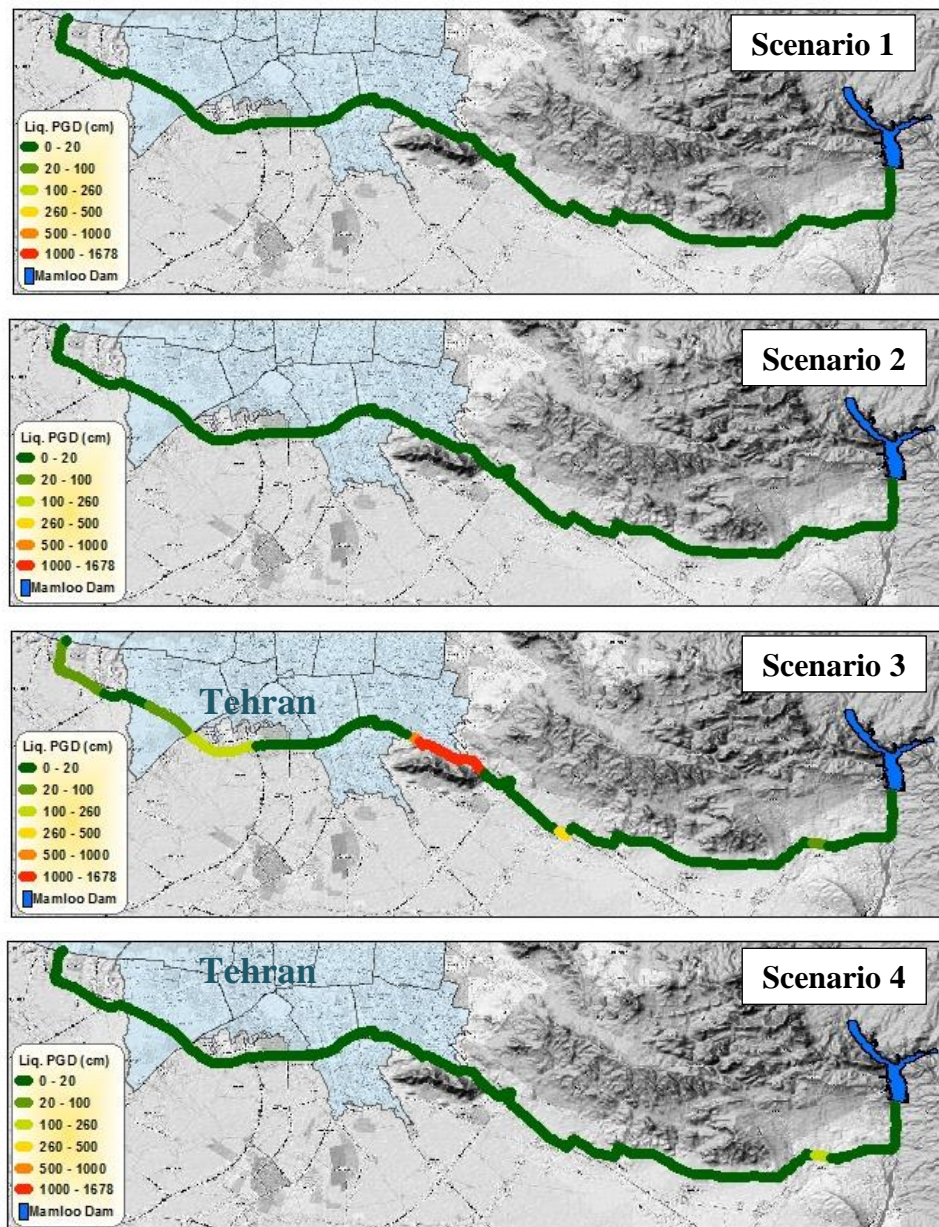 Scenario 1
Liq. PGD (cm)
0 - 20
20 - 100
100 - 260
260 - 500
500 - 1000
1000 - 1678
Mamloo Dam
Scenario 2
Liq. PGD (cm)
0 - 20
20 - 100
100 - 260
260 - 500
500 - 1000
1000 - 1678
Mamloo Dam
Scenario 3
Tehran
Liq. PGD (cm)
0 - 20
20 - 100
100 - 260
260 - 500
500 - 1000
1000 - 1678
Mamloo Dam
Tehran
Scenario 4
Liq. PGD (cm)
0 - 20
20 - 100
100 - 260
260 - 500
500 - 1000
1000 - 1678
Mamloo Dam